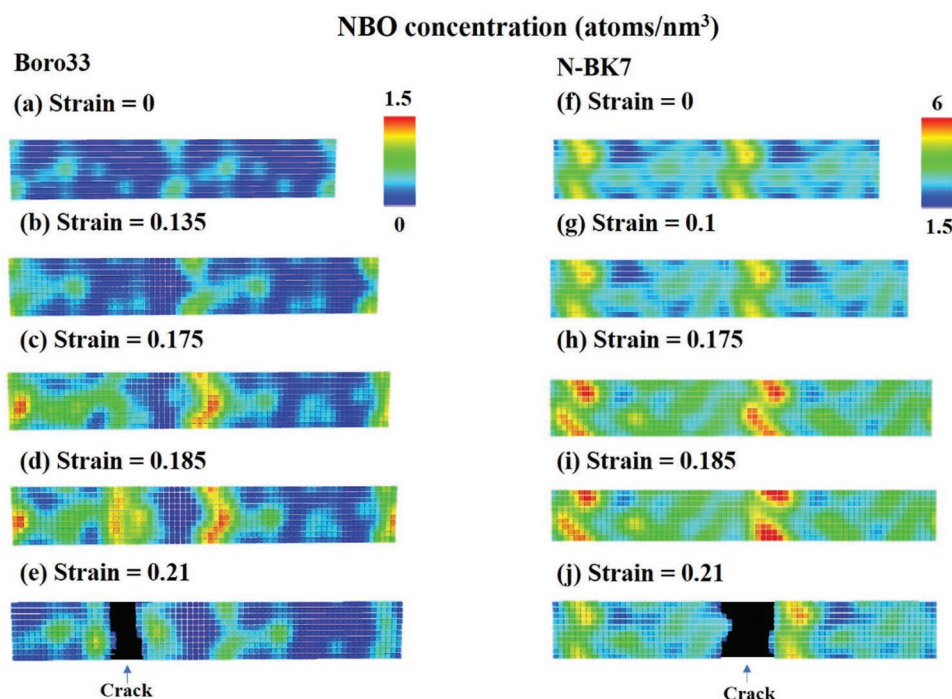 NBO concentration (atoms/nm³)
Boro33
N-BK7
(a) Strain = 0
1.5
0
(f) Strain = 0
6
1.5
(b) Strain = 0.135
(g) Strain = 0.1
(c) Strain = 0.175
(h) Strain = 0.175
(d) Strain = 0.185
(i) Strain = 0.185
(e) Strain = 0.21
(j) Strain = 0.21
Crack
Crack